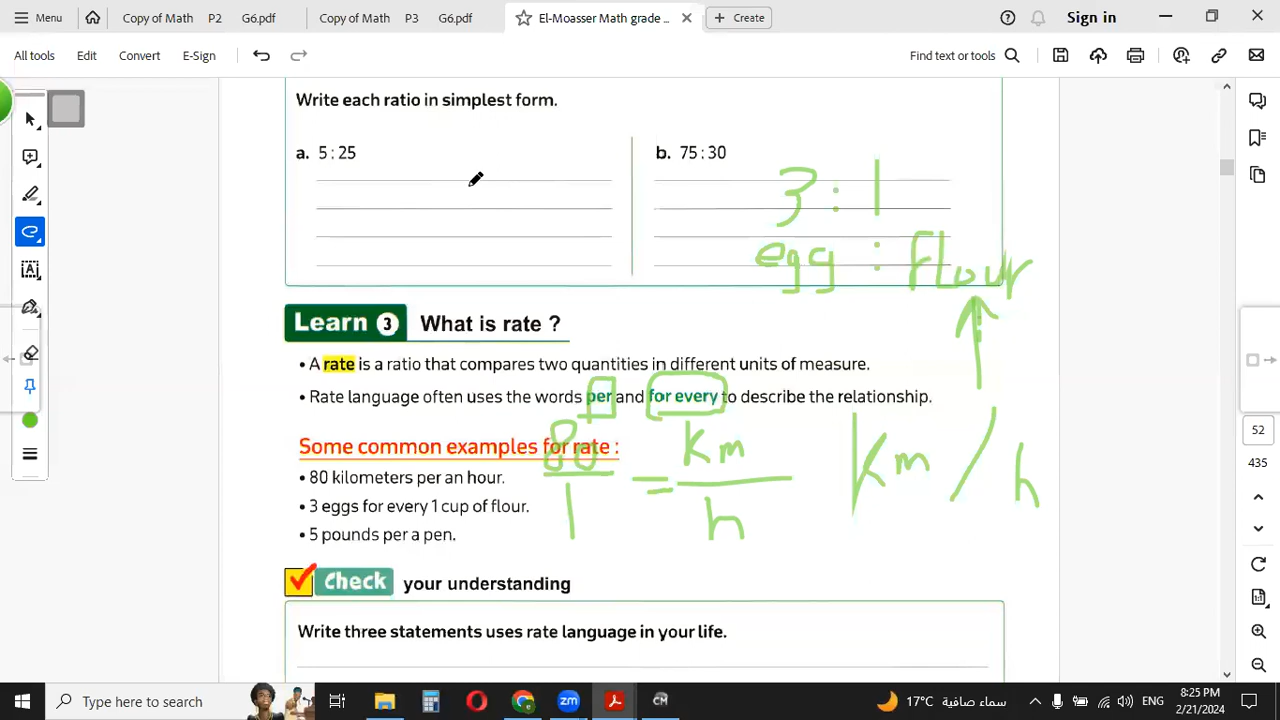 Menu
Copy of Math P2 G6.pdf
Copy of Math P3 G6.pdf
El-Moasser Math grade ...
Create
Sign in
All tools
Edit
Convert
E-Sign
Find text or tools
Write each ratio in simplest form.
a. 5 : 25
b. 75 : 30
3 : 1
egg : flour
Learn 3 What is rate ?
• A rate is a ratio that compares two quantities in different units of measure.
• Rate language often uses the words per and for every to describe the relationship.
Some common examples for rate :
• 80 kilometers per an hour.
• 3 eggs for every 1 cup of flour.
• 5 pounds per a pen.
80/1 = Km/h
Km / h
Check your understanding
Write three statements uses rate language in your life.
52
435
Type here to search
zm
CM
17°C سماء صافية
ENG
8:25 PM
2/21/2024